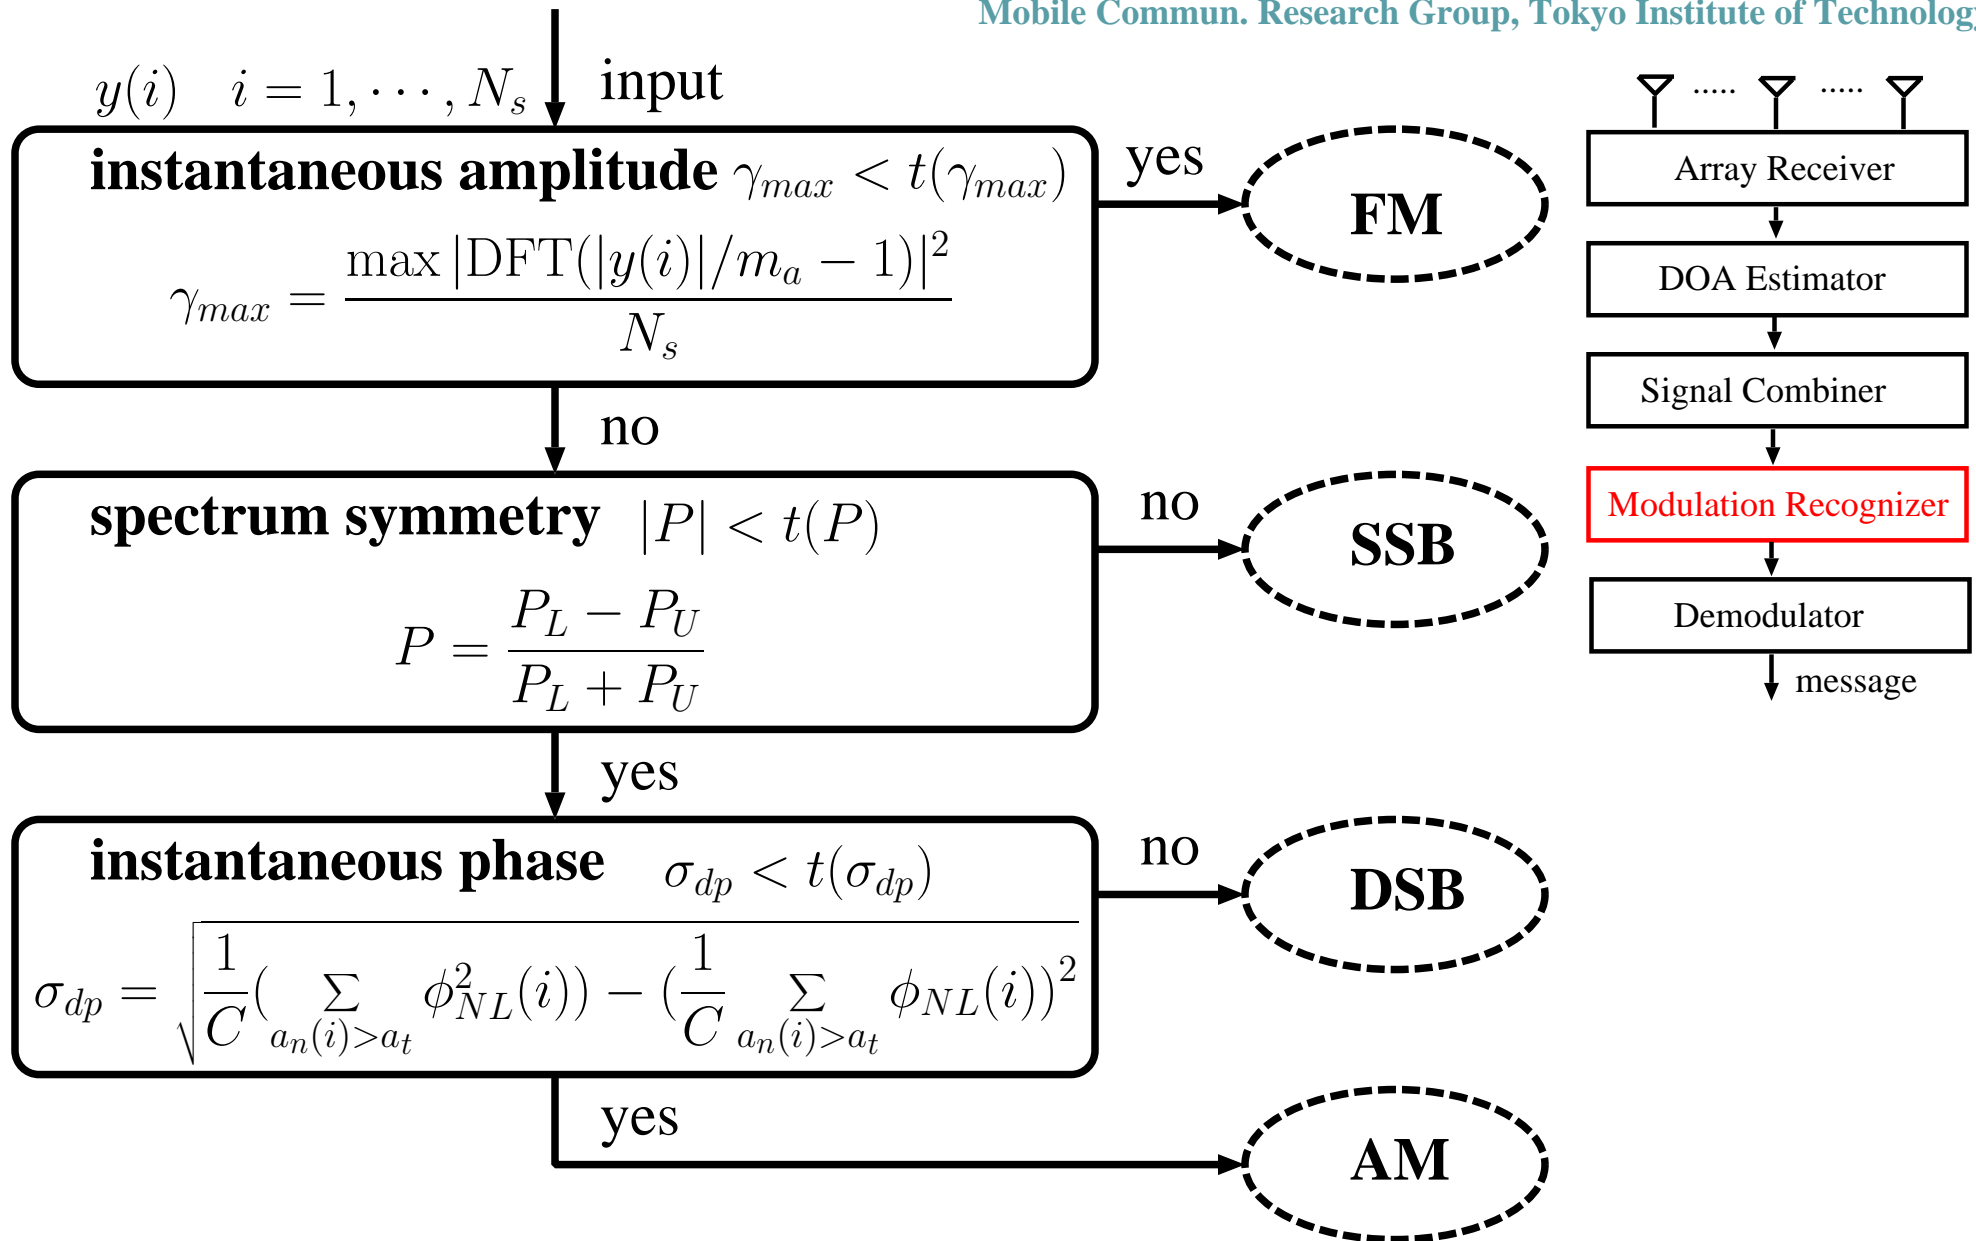 Mobile Commun. Research Group, Tokyo Institute of Technology
y(i) i = 1, ⋯ , N_s input
instantaneous amplitude γ_max < t(γ_max)
γ_max = max |DFT(|y(i)|/m_a − 1)|² / N_s
yes
FM
no
spectrum symmetry |P| < t(P)
P = (P_L − P_U) / (P_L + P_U)
no
SSB
yes
instantaneous phase σ_dp < t(σ_dp)
σ_dp = √(1/C (∑_{a_n(i)>a_t} φ²_NL(i)) − (1/C ∑_{a_n(i)>a_t} φ_NL(i))²)
no
DSB
yes
AM
..... .....
Array Receiver
DOA Estimator
Signal Combiner
Modulation Recognizer
Demodulator
message